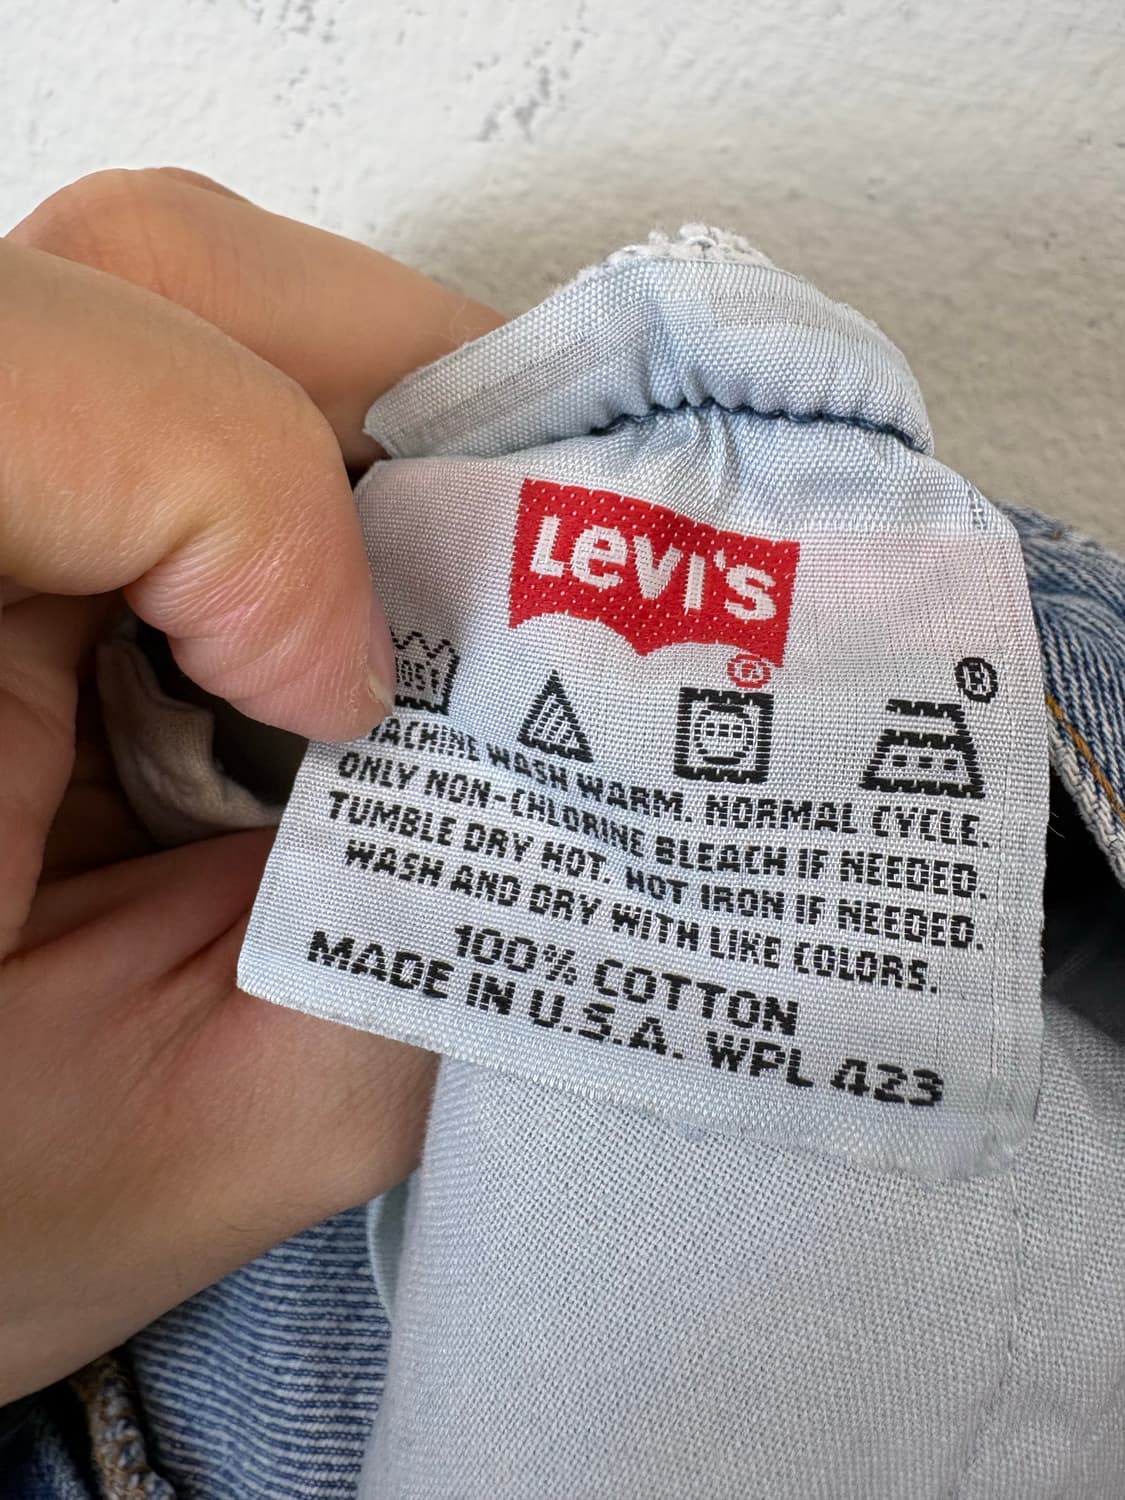 Levi's
®
105°
®
MACHINE WASH WARM. NORMAL CYCLE.
ONLY NON-CHLORINE BLEACH IF NEEDED.
TUMBLE DRY HOT. HOT IRON IF NEEDED.
WASH AND DRY WITH LIKE COLORS.
100% COTTON
MADE IN U.S.A. WPL 423